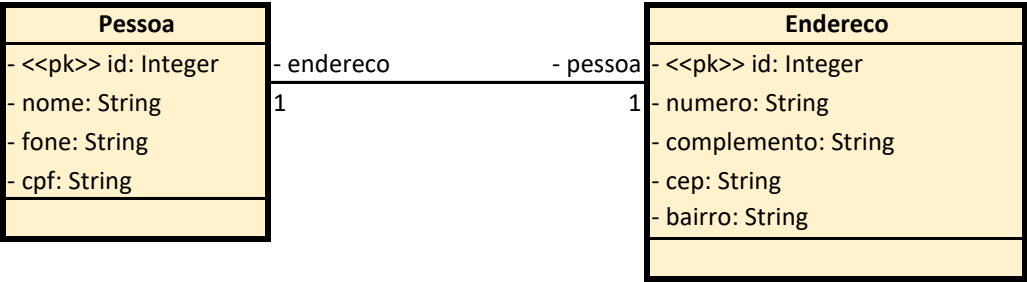 Pessoa
- <<pk>> id: Integer
- nome: String
- fone: String
- cpf: String
- endereco
- pessoa
1
1
Endereco
- <<pk>> id: Integer
- numero: String
- complemento: String
- cep: String
- bairro: String